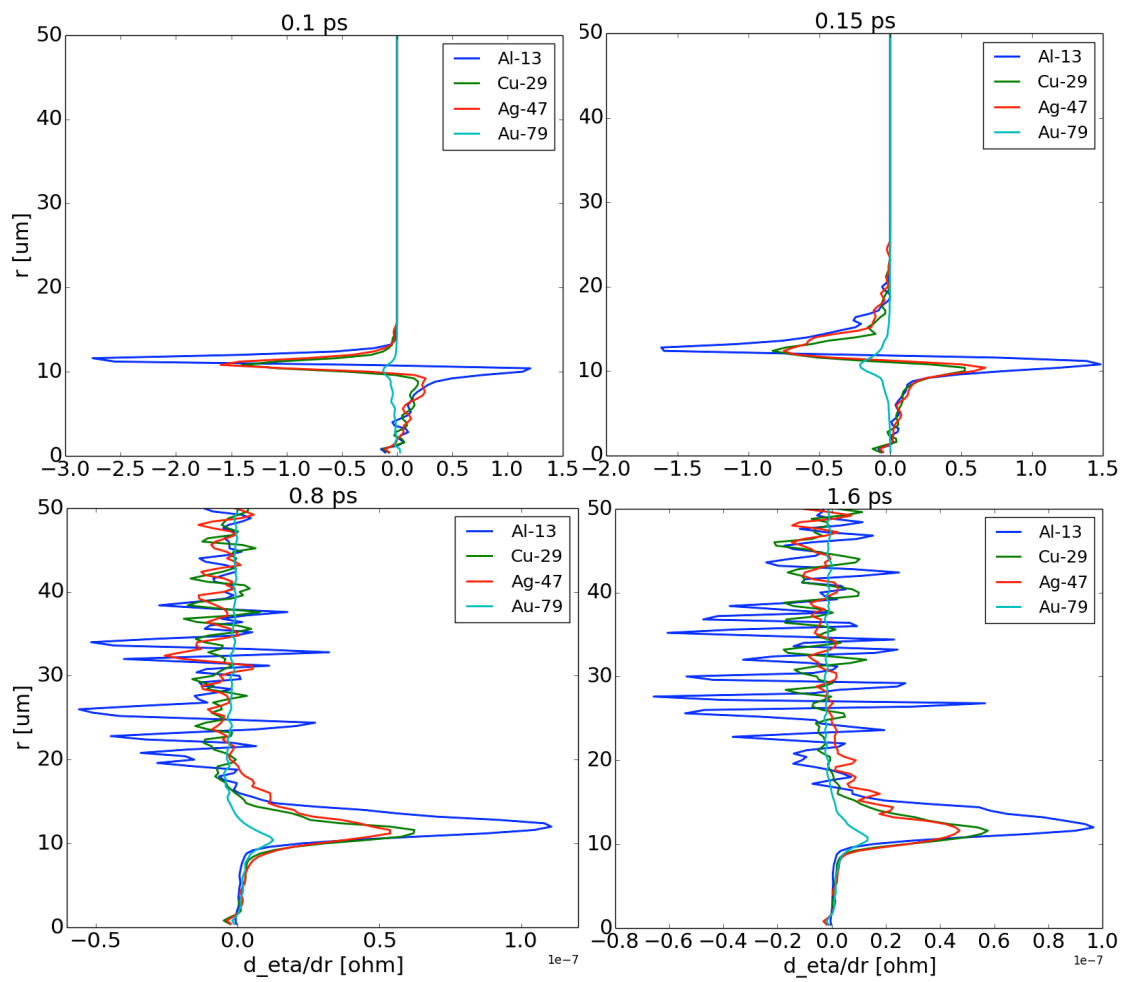 0.1 ps
0.15 ps
50
40
30
20
10
0
r [um]
−3.0 −2.5 −2.0 −1.5 −1.0 −0.5 0.0 0.5 1.0 1.5
Al-13
Cu-29
Ag-47
Au-79
50
40
30
20
10
0
−2.0 −1.5 −1.0 −0.5 0.0 0.5 1.0 1.5
Al-13
Cu-29
Ag-47
Au-79
0.8 ps
1.6 ps
50
40
30
20
10
0
r [um]
−0.5 0.0 0.5 1.0
1e−7
d_eta/dr [ohm]
Al-13
Cu-29
Ag-47
Au-79
50
40
30
20
10
0
−0.8 −0.6 −0.4 −0.2 0.0 0.2 0.4 0.6 0.8 1.0
1e−7
d_eta/dr [ohm]
Al-13
Cu-29
Ag-47
Au-79